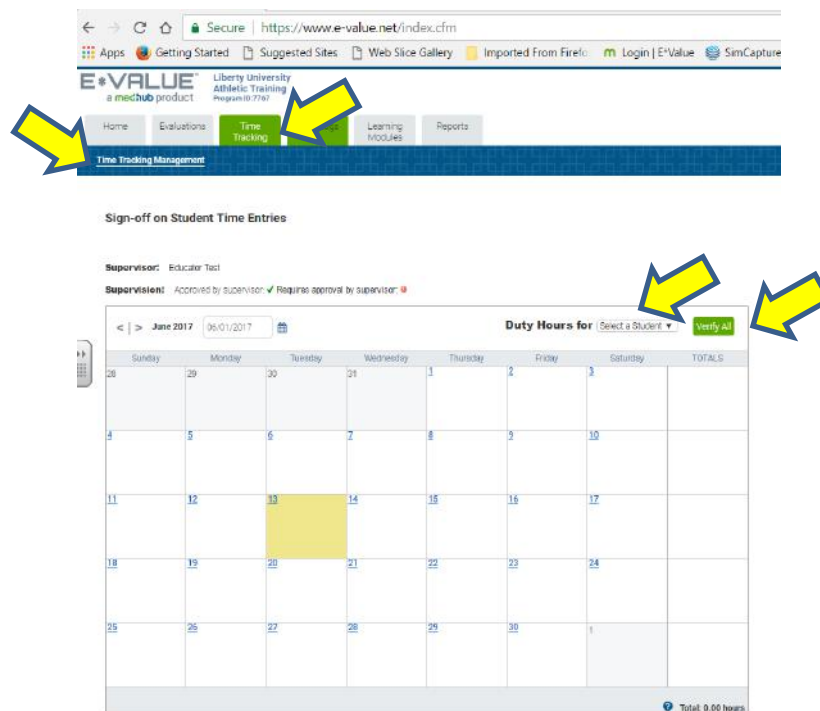 Secure | https://www.e-value.net/index.cfm
Apps Getting Started Suggested Sites Web Slice Gallery Imported From Firefo Login | E*Value SimCapture
E*VALUE
a medhub product
Liberty University
Athletic Training
Program ID 7767
Home Evaluations Time Tracking Learning Modules Reports
Time Tracking Management
Sign-off on Student Time Entries
Supervisor: Educator Test
Supervision: Approved by supervisor: ✔ Requires approval by supervisor:
< | > June 2017 06/01/2017 Duty Hours for Select a Student ▼ Verify All
Sunday Monday Tuesday Wednesday Thursday Friday Saturday TOTALS
28 29 30 31 1 2 3
4 5 6 7 8 9 10
11 12 13 14 15 16 17
18 19 20 21 22 23 24
25 26 27 28 29 30 1
Total: 0.00 hours